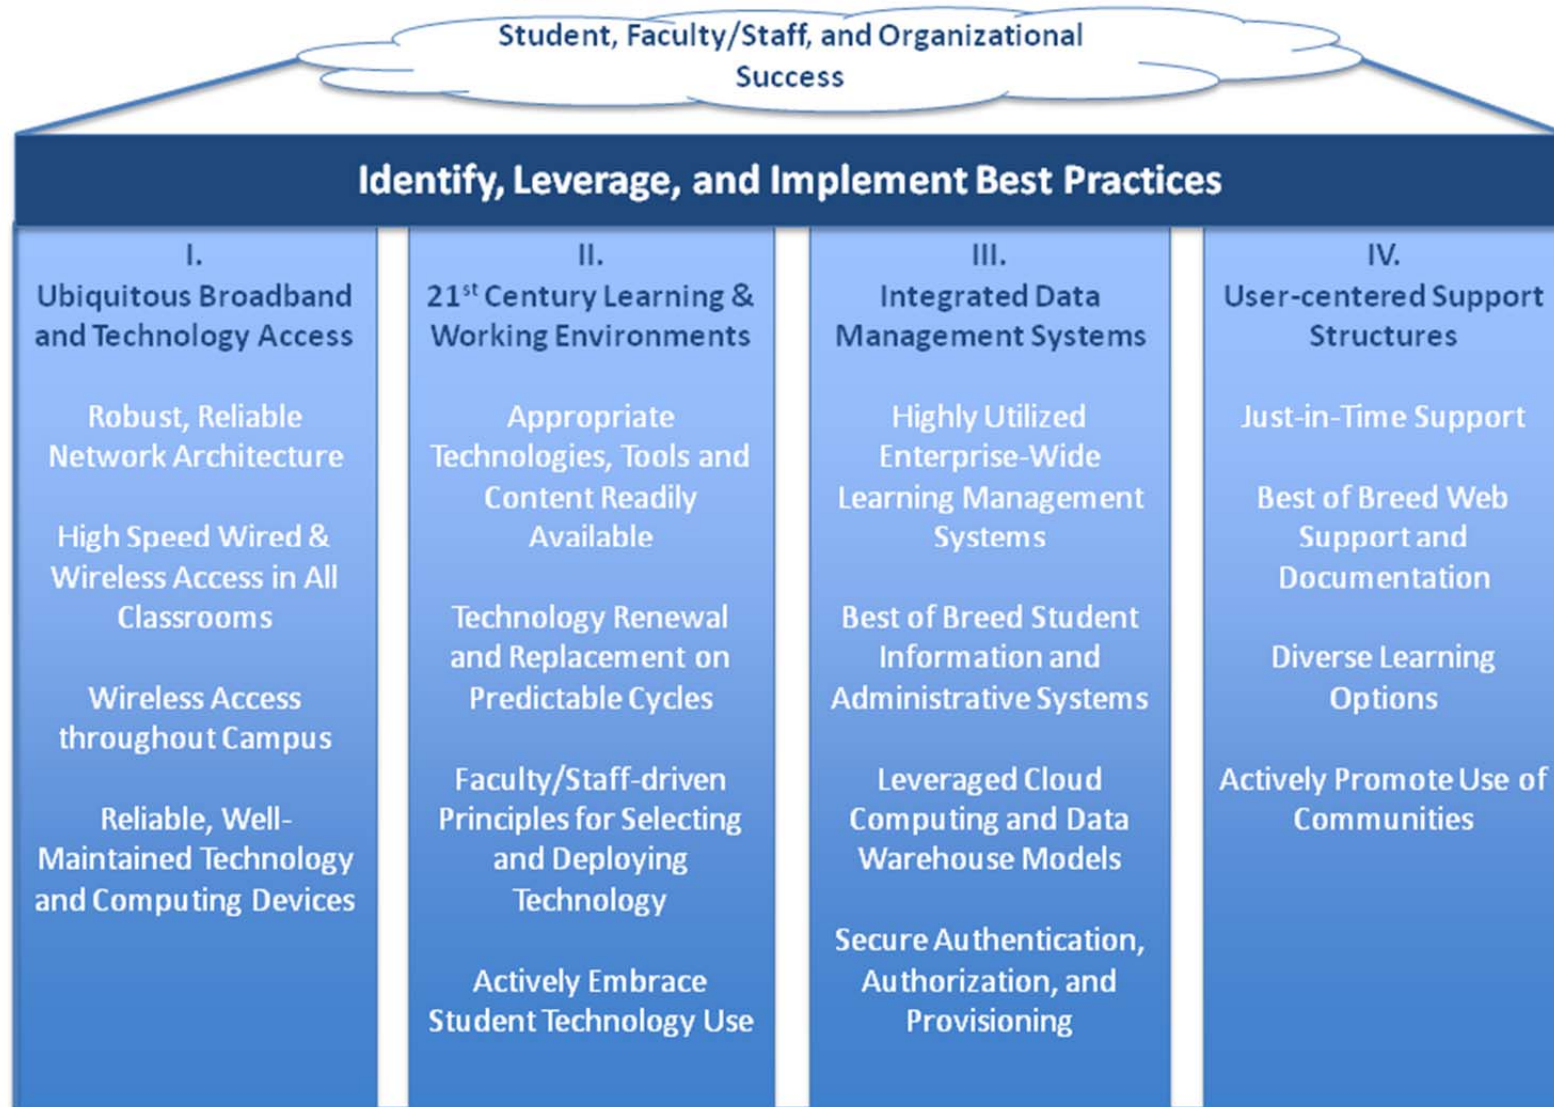 Student, Faculty/Staff, and Organizational
Success
Identify, Leverage, and Implement Best Practices
I.
Ubiquitous Broadband
and Technology Access
Robust, Reliable
Network Architecture
High Speed Wired &
Wireless Access in All
Classrooms
Wireless Access
throughout Campus
Reliable, Well-
Maintained Technology
and Computing Devices
II.
21st Century Learning &
Working Environments
Appropriate
Technologies, Tools and
Content Readily
Available
Technology Renewal
and Replacement on
Predictable Cycles
Faculty/Staff-driven
Principles for Selecting
and Deploying
Technology
Actively Embrace
Student Technology Use
III.
Integrated Data
Management Systems
Highly Utilized
Enterprise-Wide
Learning Management
Systems
Best of Breed Student
Information and
Administrative Systems
Leveraged Cloud
Computing and Data
Warehouse Models
Secure Authentication,
Authorization, and
Provisioning
IV.
User-centered Support
Structures
Just-in-Time Support
Best of Breed Web
Support and
Documentation
Diverse Learning
Options
Actively Promote Use of
Communities